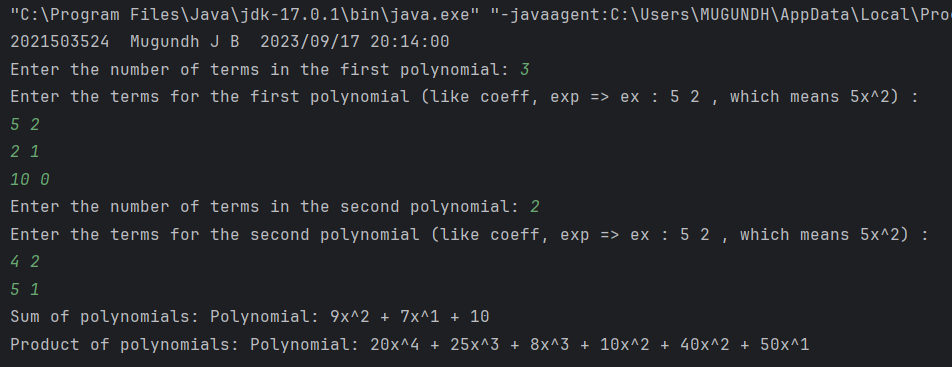 "C:\Program Files\Java\jdk-17.0.1\bin\java.exe" "-javaagent:C:\Users\MUGUNDH\AppData\Local\Pro
2021503524  Mugundh J B  2023/09/17 20:14:00
Enter the number of terms in the first polynomial: 3
Enter the terms for the first polynomial (like coeff, exp => ex : 5 2 , which means 5x^2) :
5 2
2 1
10 0
Enter the number of terms in the second polynomial: 2
Enter the terms for the second polynomial (like coeff, exp => ex : 5 2 , which means 5x^2) :
4 2
5 1
Sum of polynomials: Polynomial: 9x^2 + 7x^1 + 10
Product of polynomials: Polynomial: 20x^4 + 25x^3 + 8x^3 + 10x^2 + 40x^2 + 50x^1